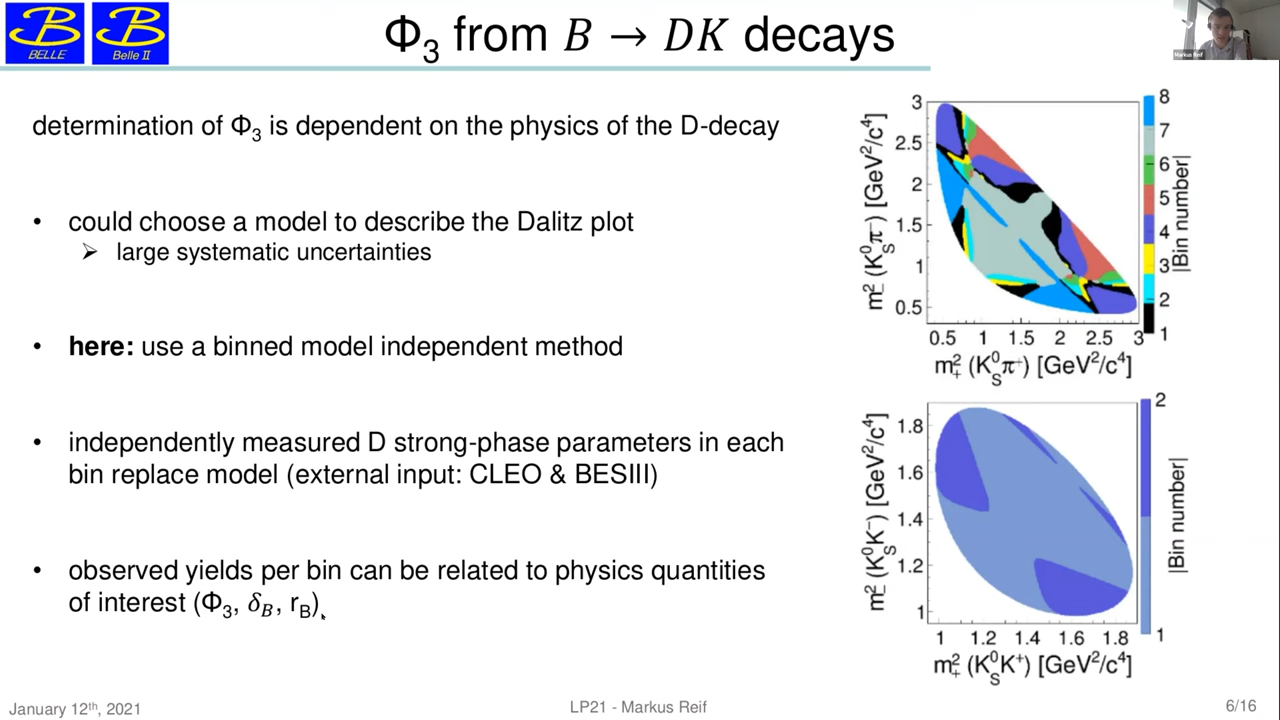 BELLE
Belle II
Φ₃ from B → DK decays
Markus Reif
determination of Φ₃ is dependent on the physics of the D-decay
• could choose a model to describe the Dalitz plot
➢ large systematic uncertainties
• here: use a binned model independent method
• independently measured D strong-phase parameters in each
bin replace model (external input: CLEO & BESIII)
• observed yields per bin can be related to physics quantities
of interest (Φ₃, δ_B, r_B)
3
2.5
2
1.5
1
0.5
m²₋ (K⁰_S π⁻) [GeV²/c⁴]
0.5 1 1.5 2 2.5 3
m²₊ (K⁰_S π⁺) [GeV²/c⁴]
8
7
6
5
4
3
2
1
|Bin number|
1.8
1.6
1.4
1.2
1
m²₋ (K⁰_S K⁻) [GeV²/c⁴]
1 1.2 1.4 1.6 1.8
m²₊ (K⁰_S K⁺) [GeV²/c⁴]
2
1
|Bin number|
January 12th, 2021
LP21 - Markus Reif
6/16